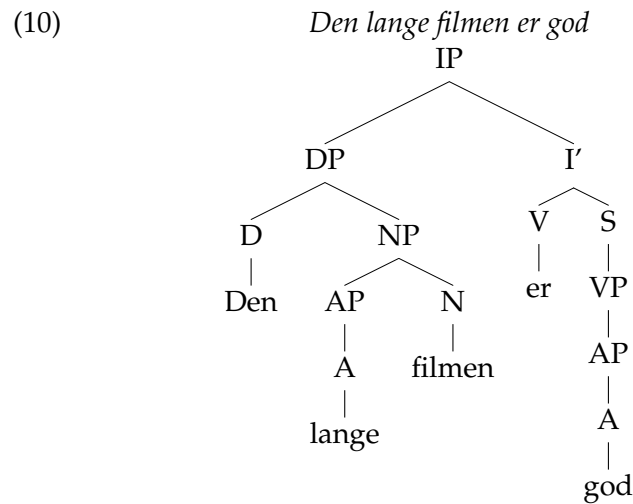 (10) Den lange filmen er god
IP
DP I’
D NP V S
Den AP N er VP
A filmen AP
lange A
god